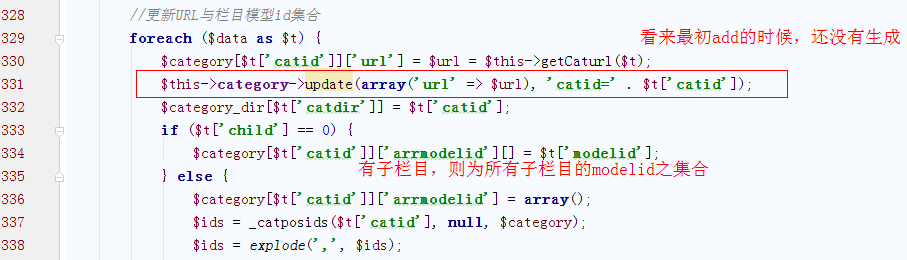 328 //更新URL与栏目模型id集合
329 foreach ($data as $t) {
看来最初add的时候，还没有生成
330 $category[$t['catid']]['url'] = $url = $this->getCaturl($t);
331 $this->category->update(array('url' => $url), 'catid=' . $t['catid']);
332 $category_dir[$t['catdir']] = $t['catid'];
333 if ($t['child'] == 0) {
334 $category[$t['catid']]['arrmodelid'][] = $t['modelid'];
有子栏目，则为所有子栏目的modelid之集合
335 } else {
336 $category[$t['catid']]['arrmodelid'] = array();
337 $ids = _catposids($t['catid'], null, $category);
338 $ids = explode(',', $ids);